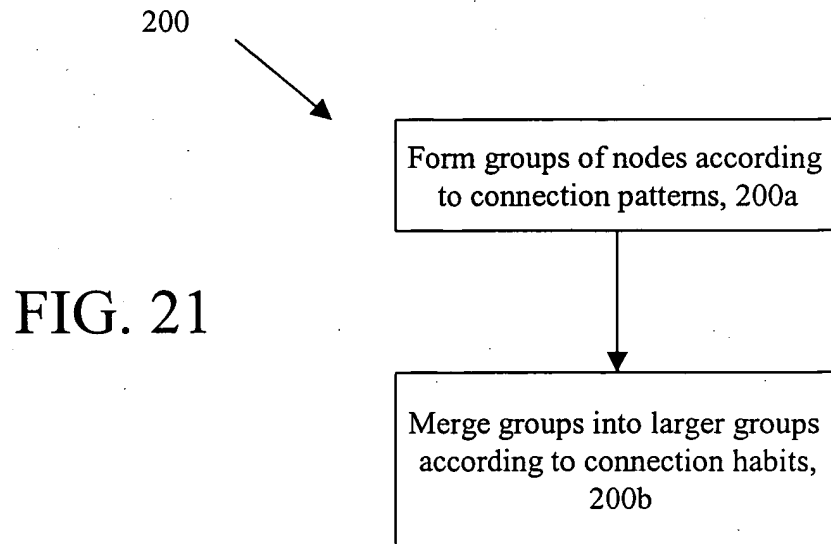 200
Form groups of nodes according
to connection patterns, 200a
FIG. 21
Merge groups into larger groups
according to connection habits,
200b